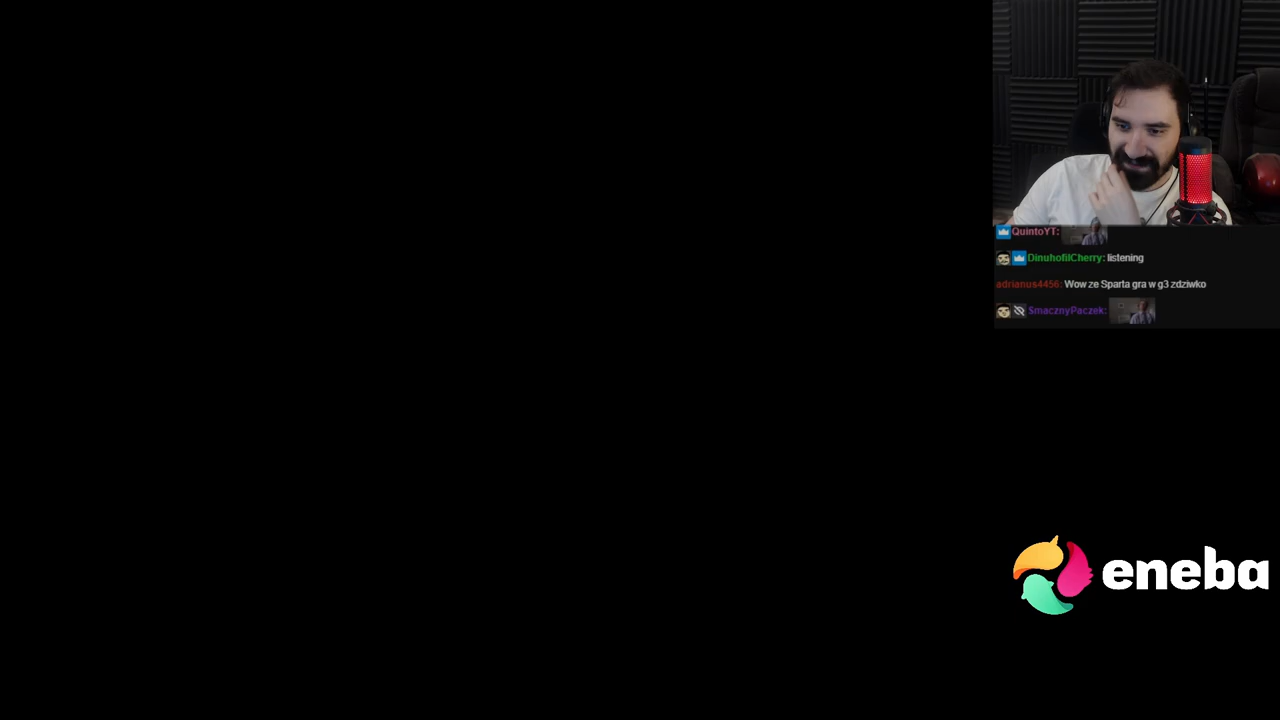 QuintoYT:
DinuhofilCherry: listening
adrianus4456: Wow ze Sparta gra w g3 zdziwko
SmacznyPaczek:
eneba